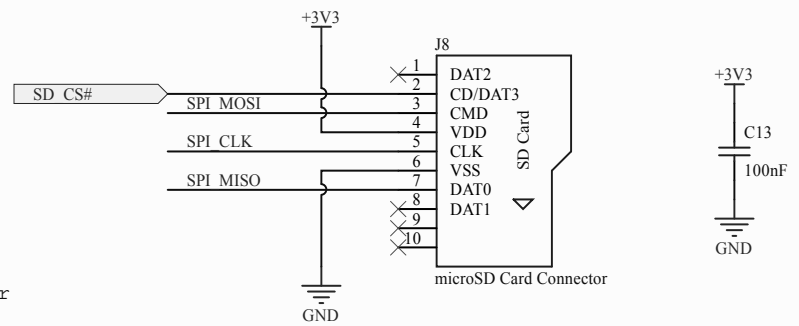 +3V3
J8
1 DAT2
SD_CS# 2 CD/DAT3
SPI_MOSI 3 CMD
4 VDD
SPI_CLK 5 CLK
6 VSS
SPI_MISO 7 DAT0
8 DAT1
9
10
SD Card
microSD Card Connector
GND
r
+3V3
C13
100nF
GND